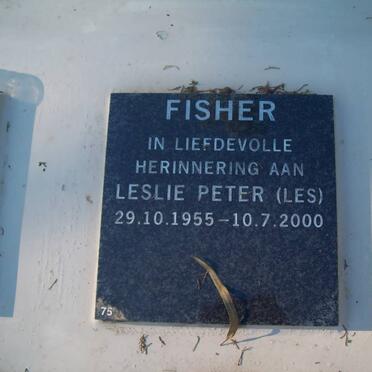 FISHER
IN LIEFDEVOLLE
HERINNERING AAN
LESLIE PETER (LES)
29.10.1955 – 10.7.2000
75